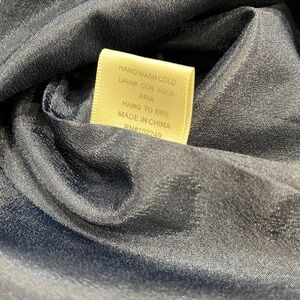 HAND WASH COLD
LAVAR CON AGUA
FRIA
HANG TO DRY
MADE IN CHINA